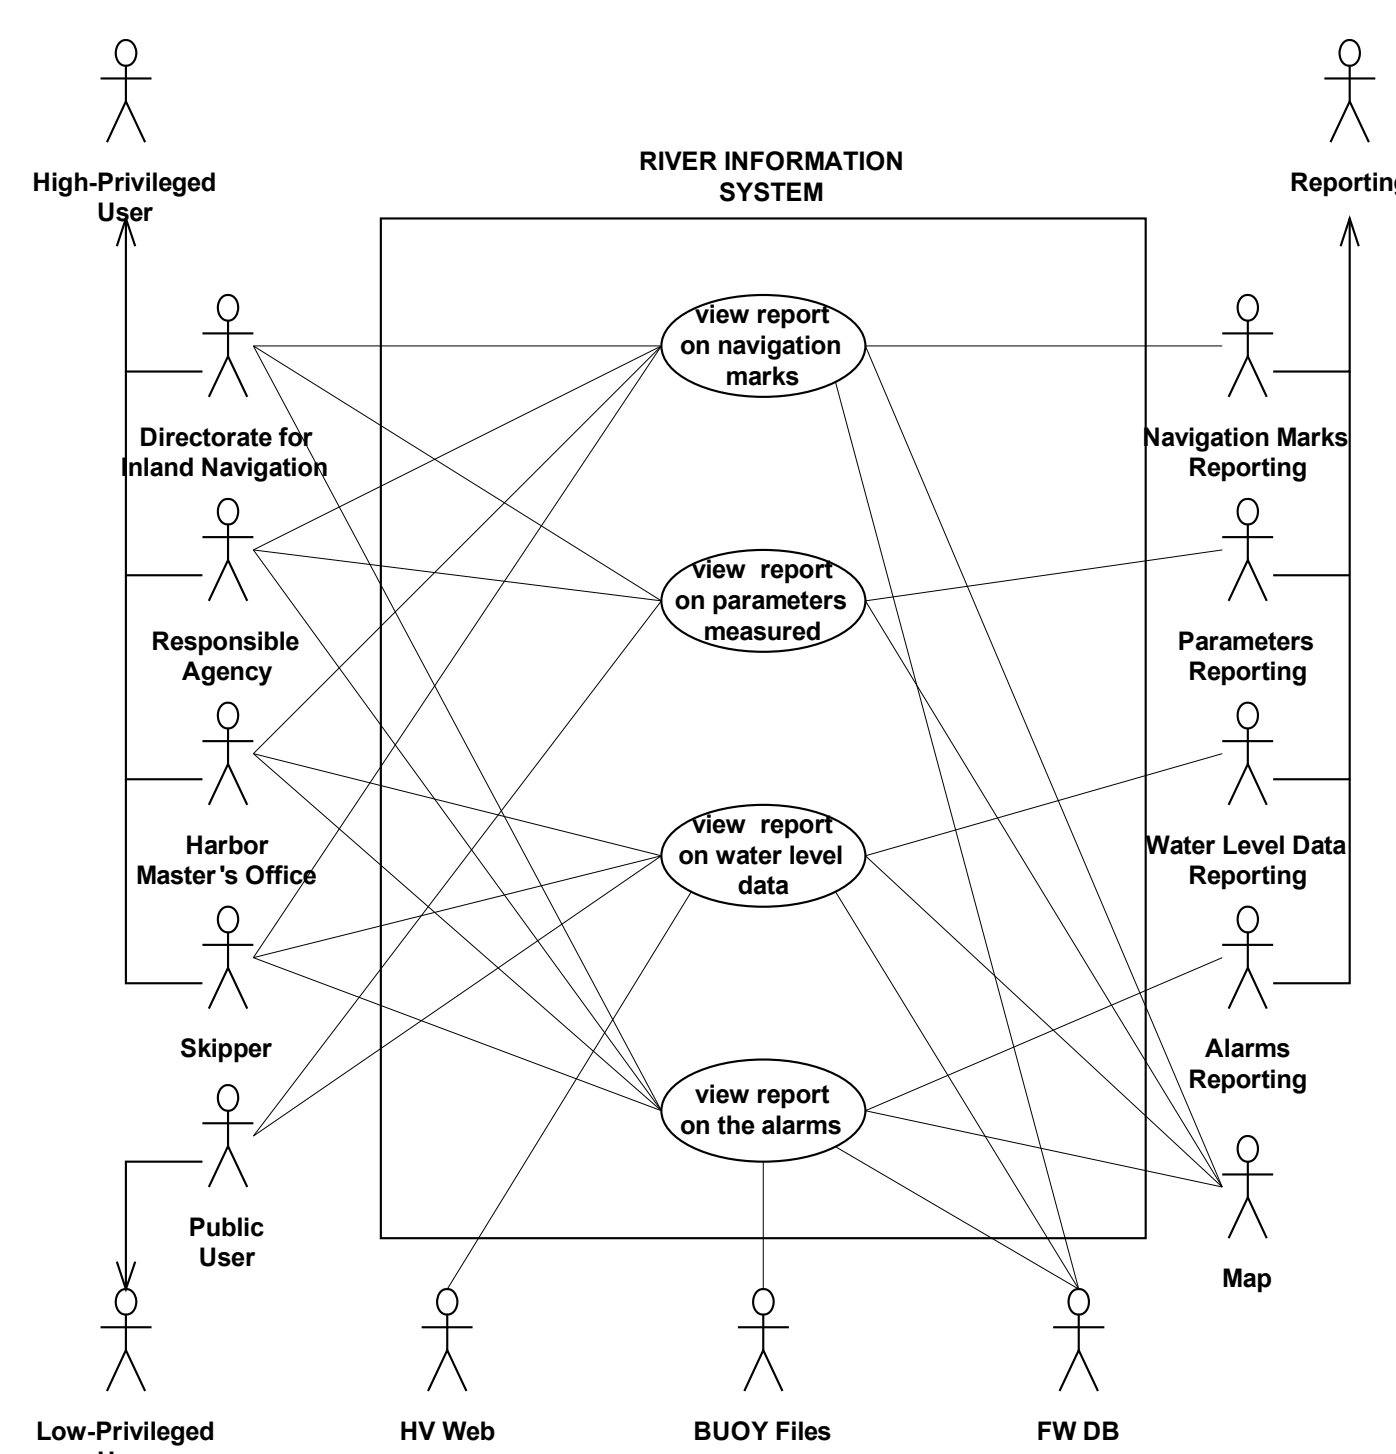 High-Privileged
User
RIVER INFORMATION
SYSTEM
view report
on navigation
marks
Directorate for
Inland Navigation
Navigation Marks
Reporting
view report
on parameters
measured
Responsible
Agency
Parameters
Reporting
view report
on water level
data
Harbor
Master's Office
Water Level Data
Reporting
Skipper
view report
on the alarms
Alarms
Reporting
Public
User
Map
Low-Privileged
HV Web
BUOY Files
FW DB